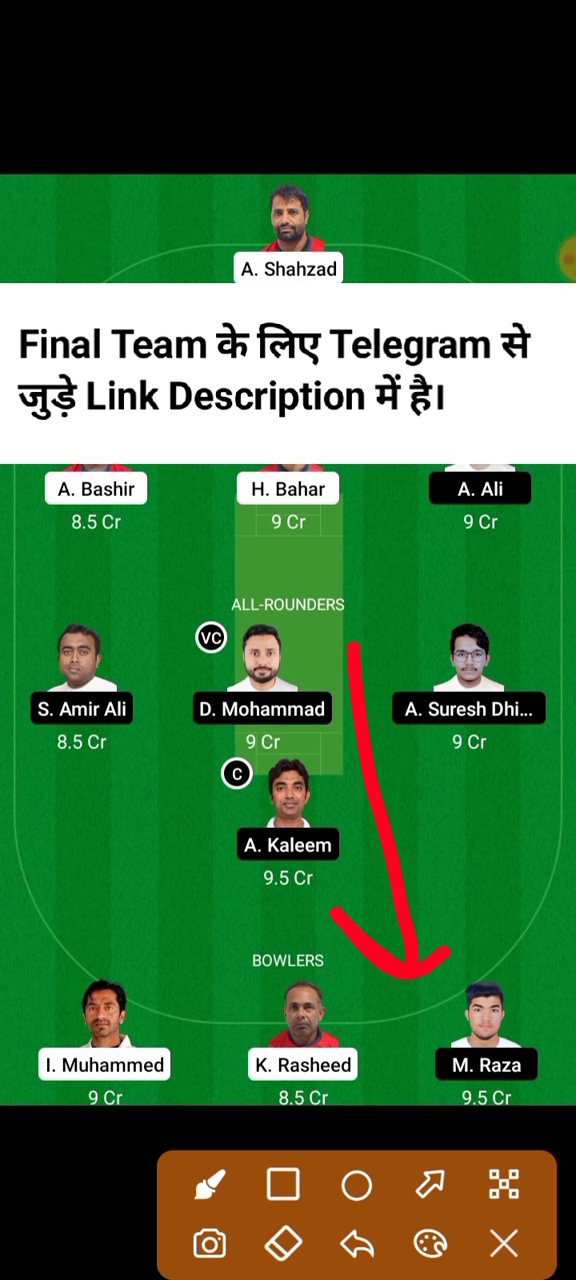 A. Shahzad
Final Team के लिए Telegram से
जुड़े Link Description में है।
A. Bashir
H. Bahar
A. Ali
8.5 Cr
9 Cr
9 Cr
ALL-ROUNDERS
VC
S. Amir Ali
D. Mohammad
A. Suresh Dhi...
8.5 Cr
9 Cr
9 Cr
C
A. Kaleem
9.5 Cr
BOWLERS
I. Muhammed
K. Rasheed
M. Raza
9 Cr
8.5 Cr
9.5 Cr